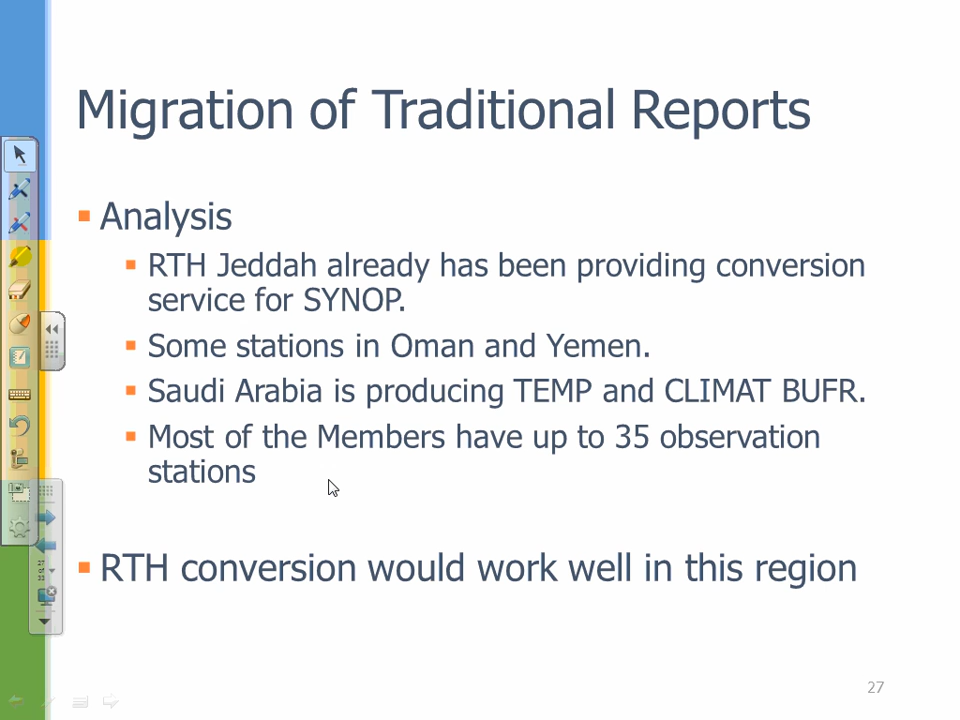 Migration of Traditional Reports
Analysis
RTH Jeddah already has been providing conversion
service for SYNOP.
Some stations in Oman and Yemen.
Saudi Arabia is producing TEMP and CLIMAT BUFR.
Most of the Members have up to 35 observation
stations
RTH conversion would work well in this region
27